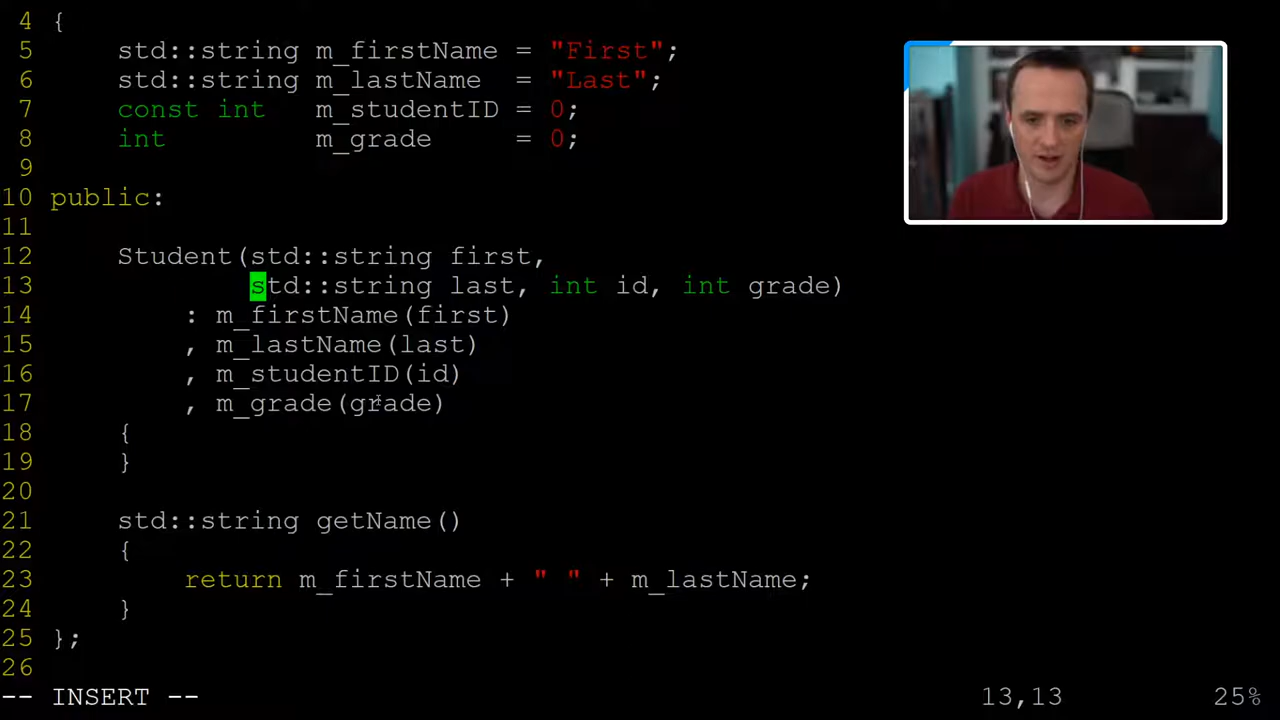 4 {
5     std::string m_firstName = "First";
6     std::string m_lastName  = "Last";
7     const int   m_studentID = 0;
8     int         m_grade     = 0;
9
10 public:
11
12     Student(std::string first,
13             std::string last, int id, int grade)
14         : m_firstName(first)
15         , m_lastName(last)
16         , m_studentID(id)
17         , m_grade(grade)
18     {
19     }
20
21     std::string getName()
22     {
23         return m_firstName + " " + m_lastName;
24     }
25 };
26
-- INSERT -- 13,13 25%